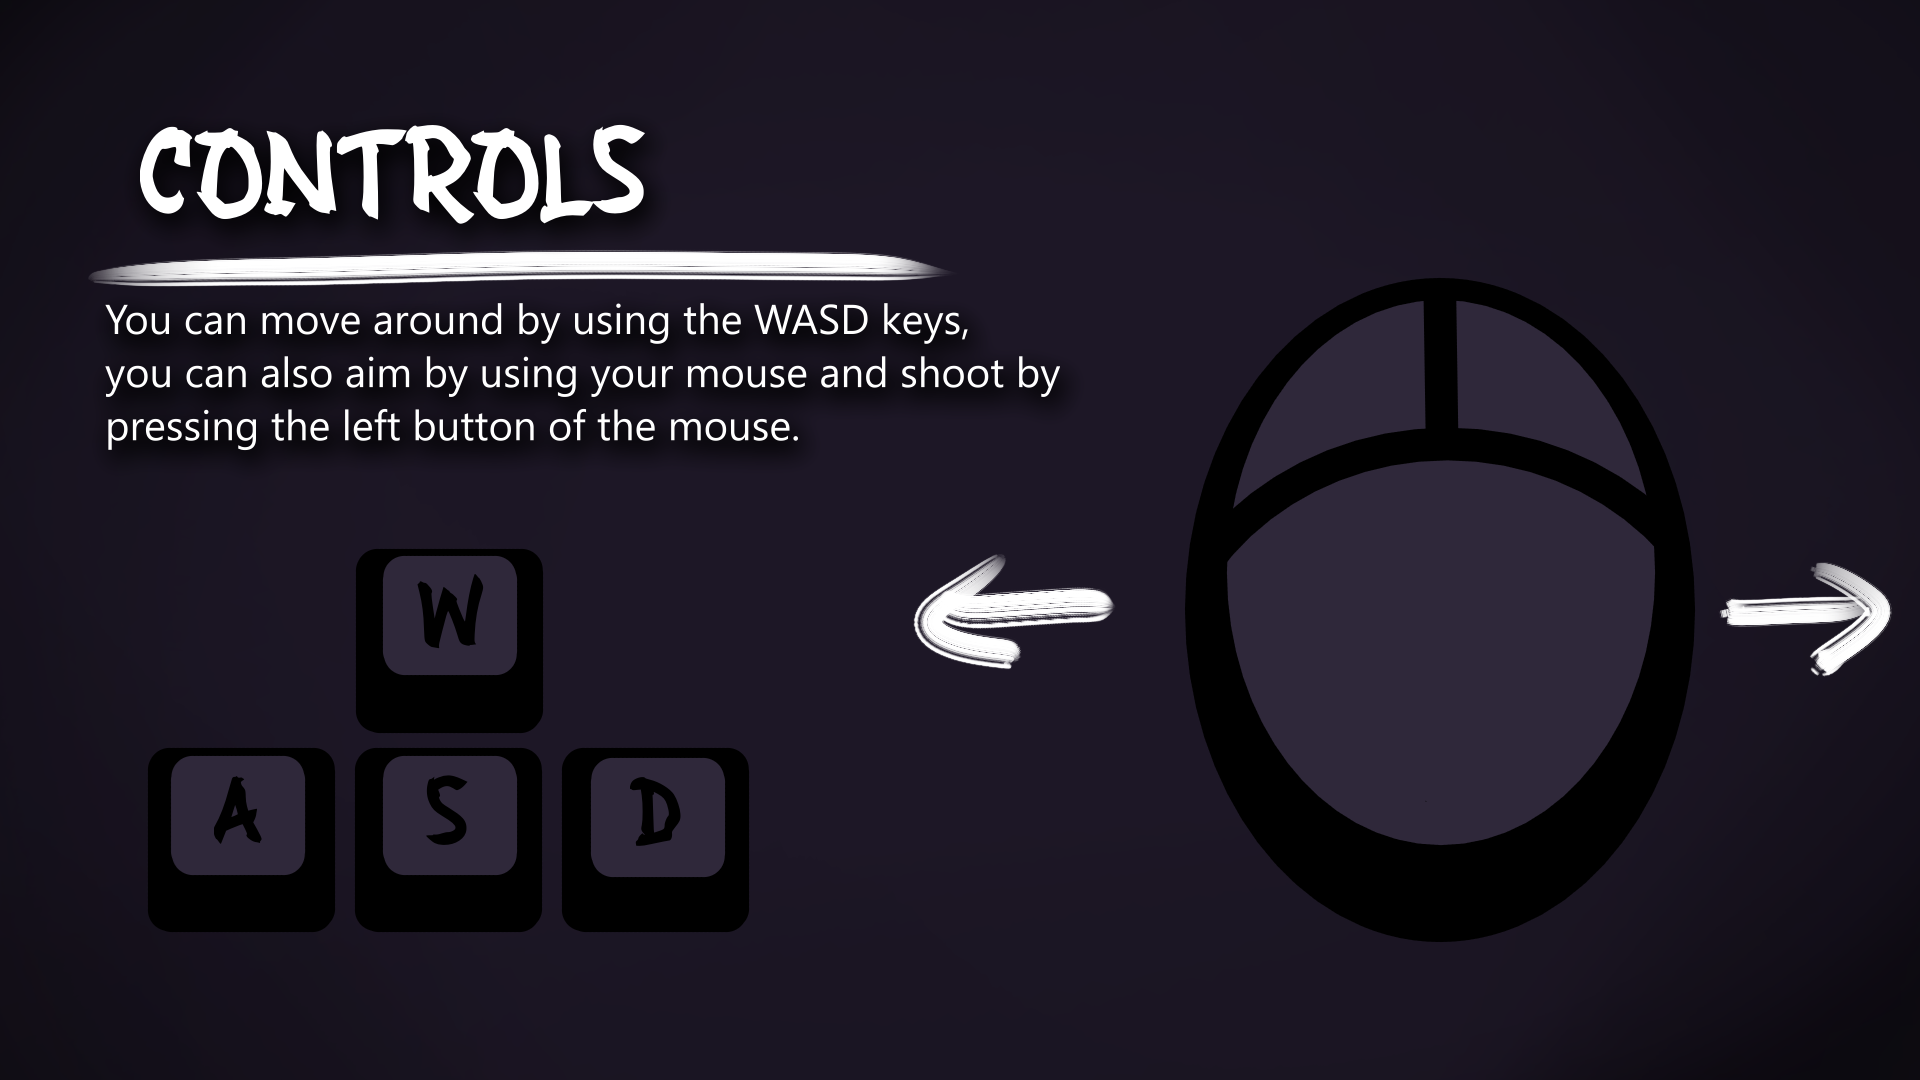 CONTROLS
You can move around by using the WASD keys,
you can also aim by using your mouse and shoot by
pressing the left button of the mouse.
W
A S D